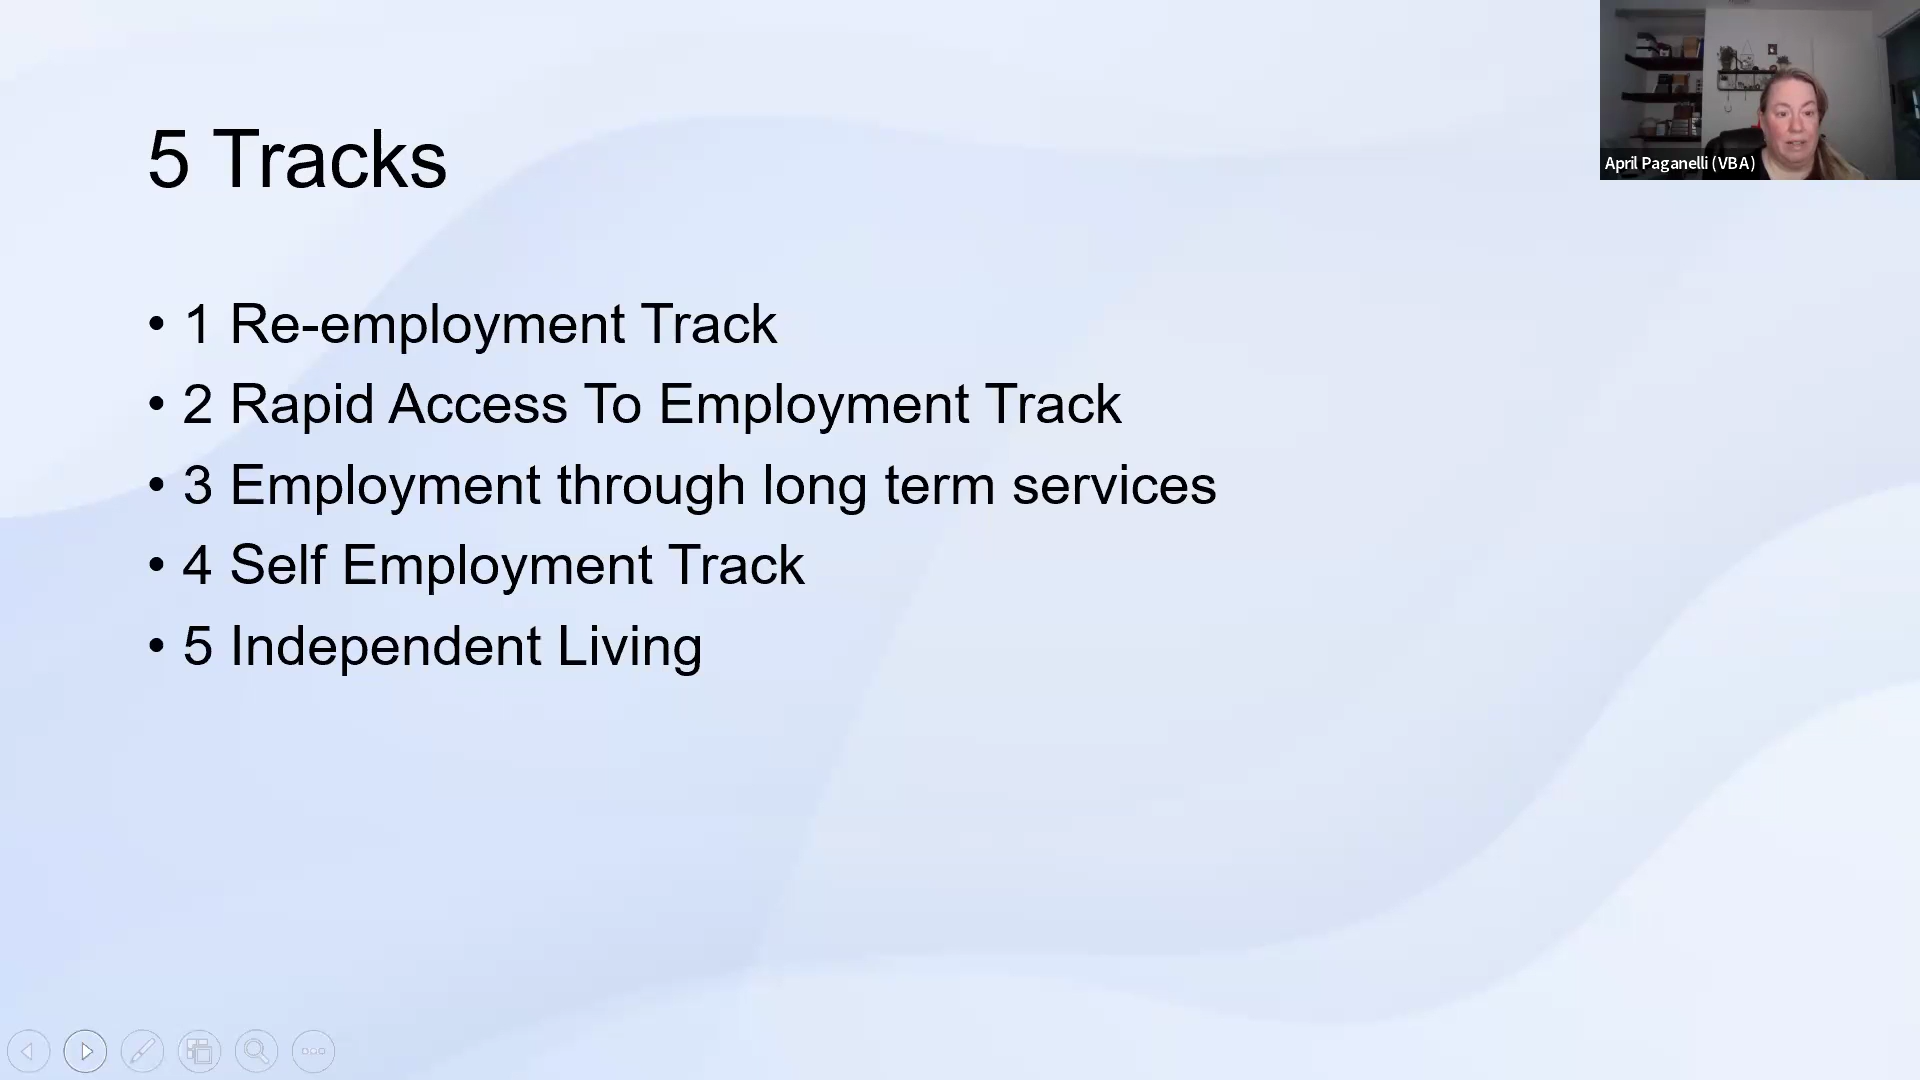 5 Tracks
April Paganelli (VBA)
• 1 Re-employment Track
• 2 Rapid Access To Employment Track
• 3 Employment through long term services
• 4 Self Employment Track
• 5 Independent Living